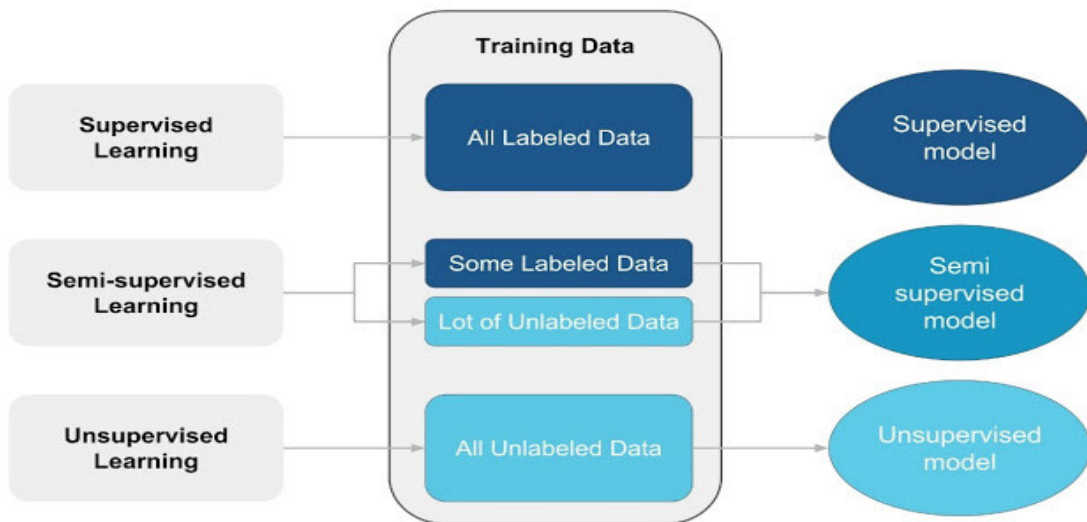 Training Data
Supervised
Learning
All Labeled Data
Supervised
model
Semi-supervised
Learning
Some Labeled Data
Lot of Unlabeled Data
Semi
supervised
model
Unsupervised
Learning
All Unlabeled Data
Unsupervised
model